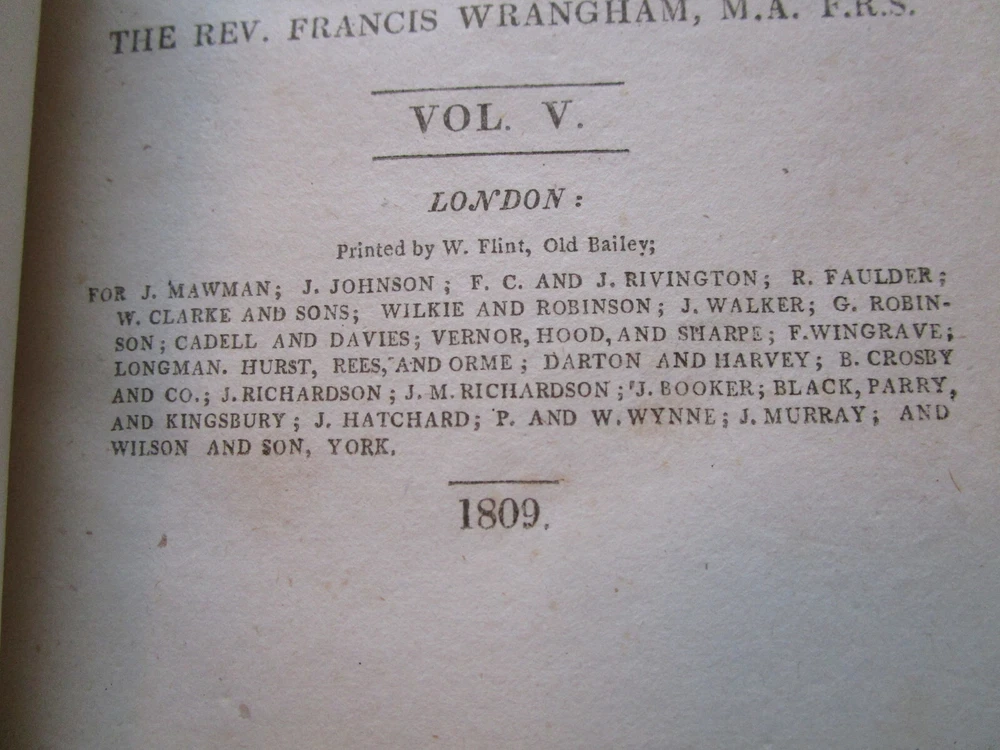 THE REV. FRANCIS WRANGHAM, M.A. F.R.S.
VOL. V.
LONDON:
Printed by W. Flint, Old Bailey;
FOR J. MAWMAN; J. JOHNSON; F. C. AND J. RIVINGTON; R. FAULDER;
W. CLARKE AND SONS; WILKIE AND ROBINSON; J. WALKER; G. ROBIN-
SON; CADELL AND DAVIES; VERNOR, HOOD, AND SHARPE; F. WINGRAVE;
LONGMAN. HURST, REES, AND ORME; DARTON AND HARVEY; B. CROSBY
AND CO.; J. RICHARDSON; J. M. RICHARDSON; J. BOOKER; BLACK, PARRY,
AND KINGSBURY; J. HATCHARD; P. AND W. WYNNE; J. MURRAY; AND
WILSON AND SON, YORK.
1809.